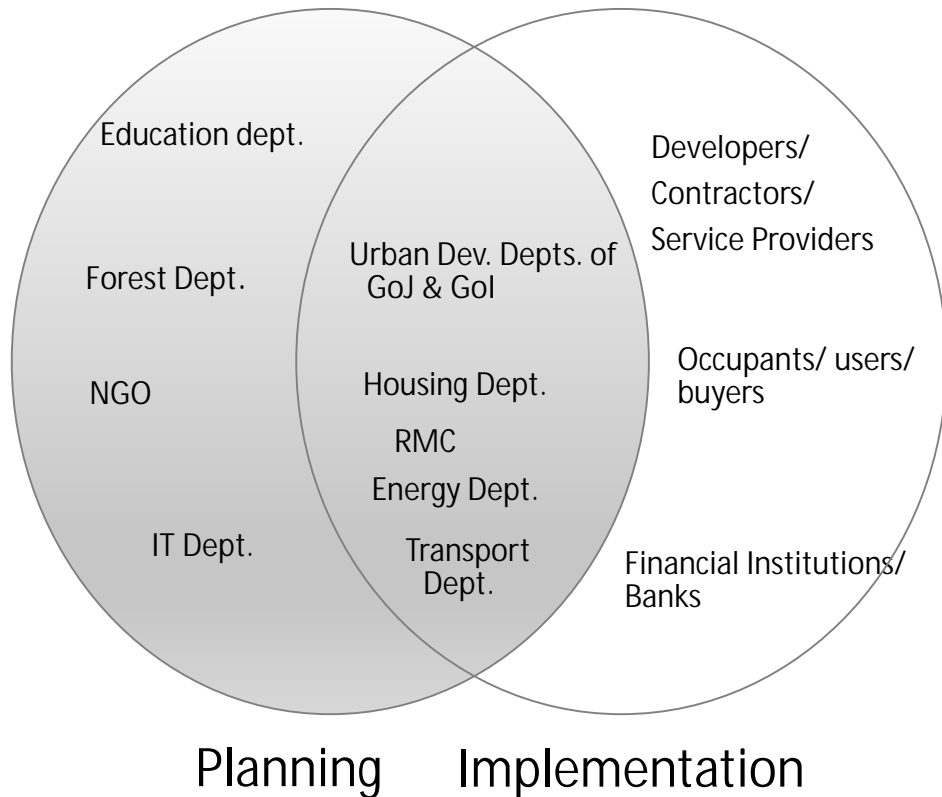 Education dept.
Forest Dept.
NGO
IT Dept.
Urban Dev. Depts. of
GoJ & GoI
Housing Dept.
RMC
Energy Dept.
Transport
Dept.
Developers/
Contractors/
Service Providers
Occupants/ users/
buyers
Financial Institutions/
Banks
Planning
Implementation